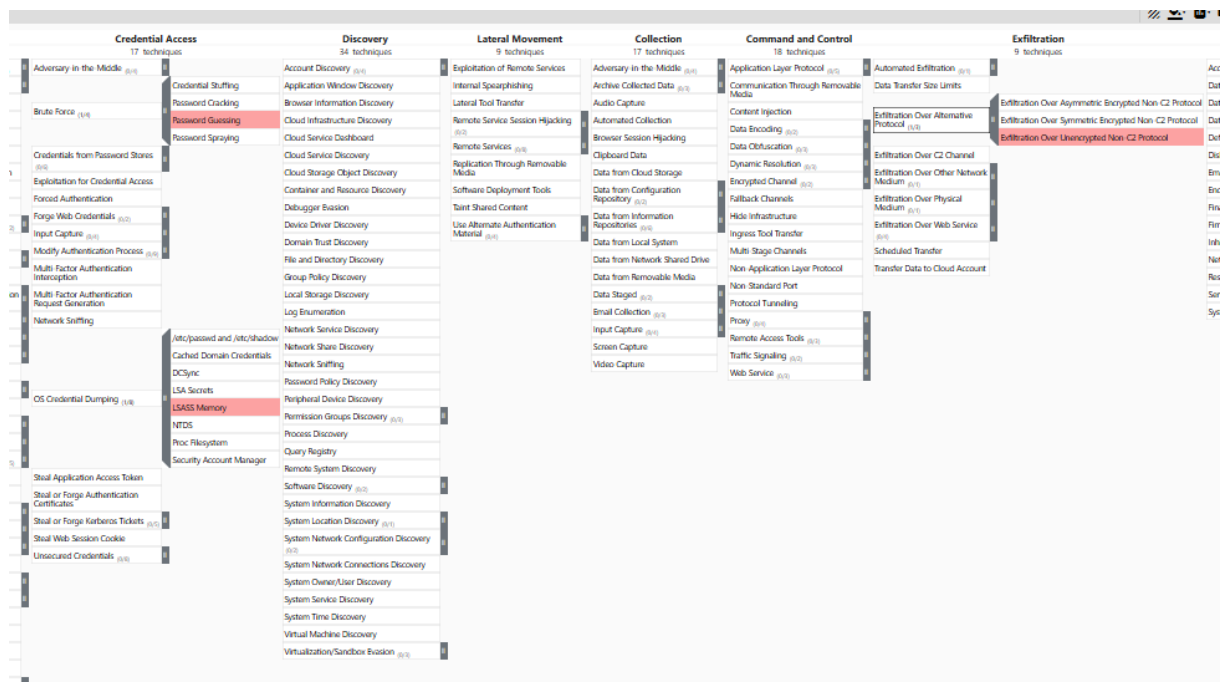 Credential Access
17 techniques
Adversary-in-the-Middle (0/4)
Brute Force (1/4)
Credential Stuffing
Password Cracking
Password Guessing
Password Spraying
Credentials from Password Stores
(0/6)
Exploitation for Credential Access
Forced Authentication
Forge Web Credentials (0/2)
Input Capture (0/4)
Modify Authentication Process
Multi-Factor Authentication
Interception
Multi-Factor Authentication
Request Generation
Network Sniffing
OS Credential Dumping (1/8)
/etc/passwd and /etc/shadow
Cached Domain Credentials
DCSync
LSA Secrets
LSASS Memory
NTDS
Proc Filesystem
Security Account Manager
Steal Application Access Token
Steal or Forge Authentication
Certificates
Steal or Forge Kerberos Tickets (0/5)
Steal Web Session Cookie
Unsecured Credentials (0/8)
Discovery
34 techniques
Account Discovery (0/4)
Application Window Discovery
Browser Information Discovery
Cloud Infrastructure Discovery
Cloud Service Dashboard
Cloud Service Discovery
Cloud Storage Object Discovery
Container and Resource Discovery
Debugger Evasion
Device Driver Discovery
Domain Trust Discovery
File and Directory Discovery
Group Policy Discovery
Local Storage Discovery
Log Enumeration
Network Service Discovery
Network Share Discovery
Network Sniffing
Password Policy Discovery
Peripheral Device Discovery
Permission Groups Discovery (0/3)
Process Discovery
Query Registry
Remote System Discovery
Software Discovery (0/2)
System Information Discovery
System Location Discovery (0/1)
System Network Configuration Discovery
(0/2)
System Network Connections Discovery
System Owner/User Discovery
System Service Discovery
System Time Discovery
Virtual Machine Discovery
Virtualization/Sandbox Evasion (0/3)
Lateral Movement
9 techniques
Exploitation of Remote Services
Internal Spearphishing
Lateral Tool Transfer
Remote Service Session Hijacking
(0/2)
Remote Services (0/8)
Replication Through Removable
Media
Software Deployment Tools
Taint Shared Content
Use Alternate Authentication
Material (0/4)
Collection
17 techniques
Adversary-in-the-Middle (0/4)
Archive Collected Data (0/3)
Audio Capture
Automated Collection
Browser Session Hijacking
Clipboard Data
Data from Cloud Storage
Data from Configuration
Repository (0/2)
Data from Information
Repositories
Data from Local System
Data from Network Shared Drive
Data from Removable Media
Data Staged (0/2)
Email Collection (0/3)
Input Capture (0/4)
Screen Capture
Video Capture
Command and Control
18 techniques
Application Layer Protocol (0/5)
Communication Through Removable
Media
Content Injection
Data Encoding (0/2)
Data Obfuscation (0/3)
Dynamic Resolution (0/3)
Encrypted Channel (0/2)
Fallback Channels
Hide Infrastructure
Ingress Tool Transfer
Multi-Stage Channels
Non-Application Layer Protocol
Non-Standard Port
Protocol Tunneling
Proxy (0/4)
Remote Access Tools (0/3)
Traffic Signaling (0/2)
Web Service (0/3)
Exfiltration
9 techniques
Automated Exfiltration (0/1)
Data Transfer Size Limits
Exfiltration Over Alternative
Protocol (1/3)
Exfiltration Over Asymmetric Encrypted Non-C2 Protocol
Exfiltration Over Symmetric Encrypted Non-C2 Protocol
Exfiltration Over Unencrypted Non-C2 Protocol
Exfiltration Over C2 Channel
Exfiltration Over Other Network
Medium (0/1)
Exfiltration Over Physical
Medium (0/1)
Exfiltration Over Web Service
(0/4)
Scheduled Transfer
Transfer Data to Cloud Account